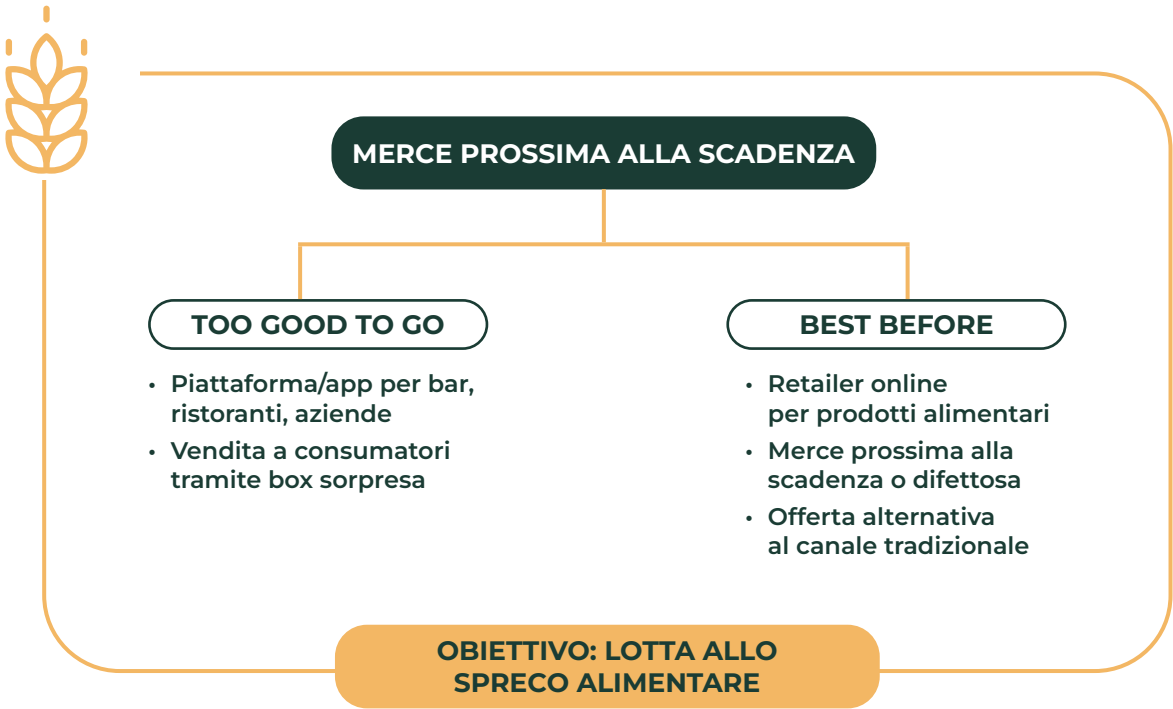 MERCE PROSSIMA ALLA SCADENZA
TOO GOOD TO GO
• Piattaforma/app per bar,
ristoranti, aziende
• Vendita a consumatori
tramite box sorpresa
BEST BEFORE
• Retailer online
per prodotti alimentari
• Merce prossima alla
scadenza o difettosa
• Offerta alternativa
al canale tradizionale
OBIETTIVO: LOTTA ALLO
SPRECO ALIMENTARE